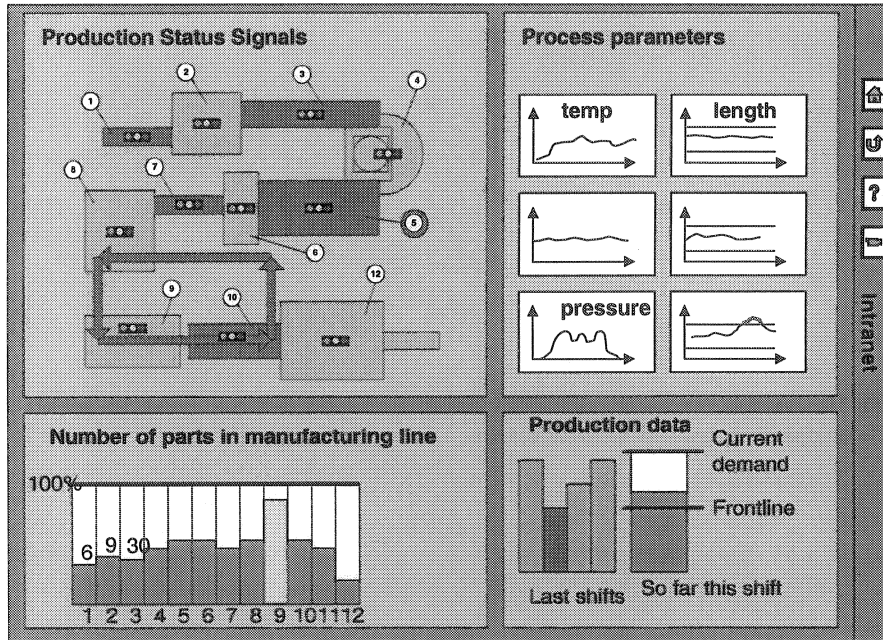 Production Status Signals
1
2
3
4
8
7
5
6
9
10
12
Process parameters
temp
length
pressure
?
Intranet
Number of parts in manufacturing line
100%
6
9
30
1 2 3 4 5 6 7 8 9 10 11 12
Production data
Current
demand
Frontline
Last shifts
So far this shift